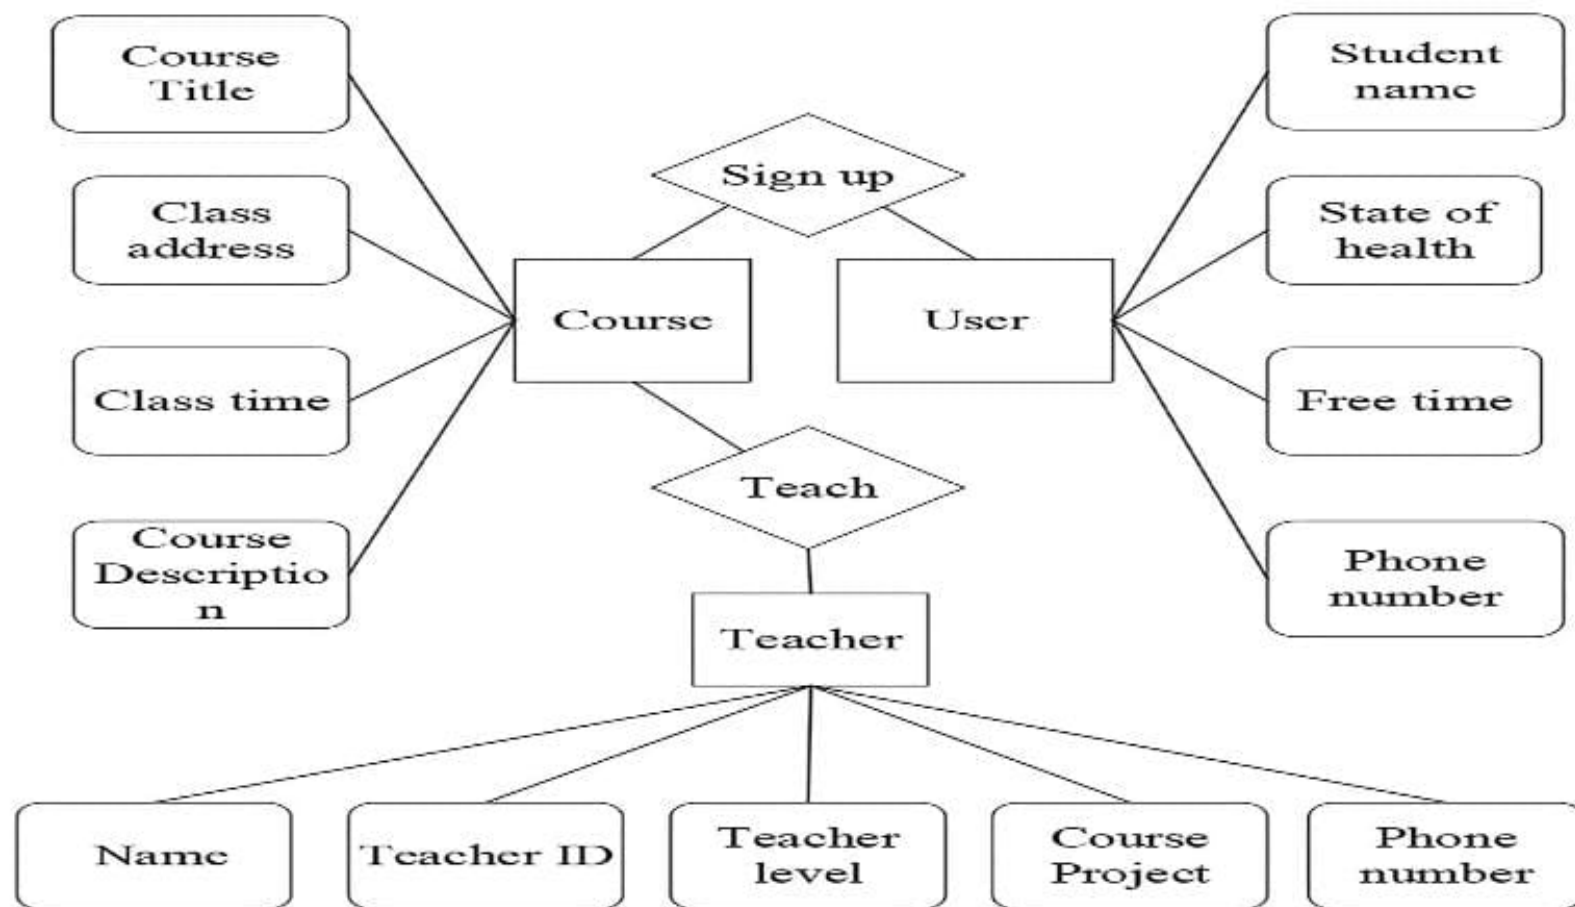 Course
Title
Student
name
Sign up
Class
address
State of
health
Course
User
Class time
Free time
Teach
Course
Descriptio
n
Phone
number
Teacher
Name
Teacher ID
Teacher
level
Course
Project
Phone
number